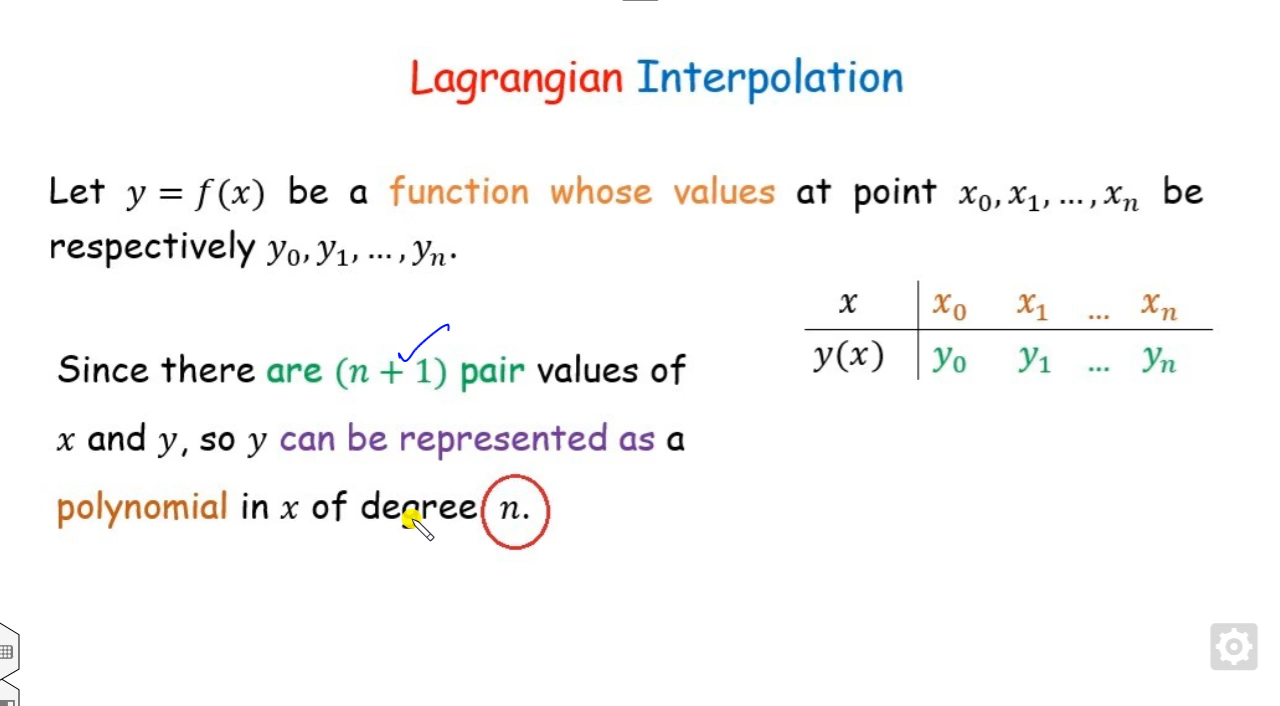 Lagrangian Interpolation
Let y = f(x) be a function whose values at point x₀, x₁, …, xₙ be
respectively y₀, y₁, …, yₙ.
x x₀ x₁ … xₙ
y(x) y₀ y₁ … yₙ
Since there are (n + 1) pair values of
x and y, so y can be represented as a
polynomial in x of degree n.